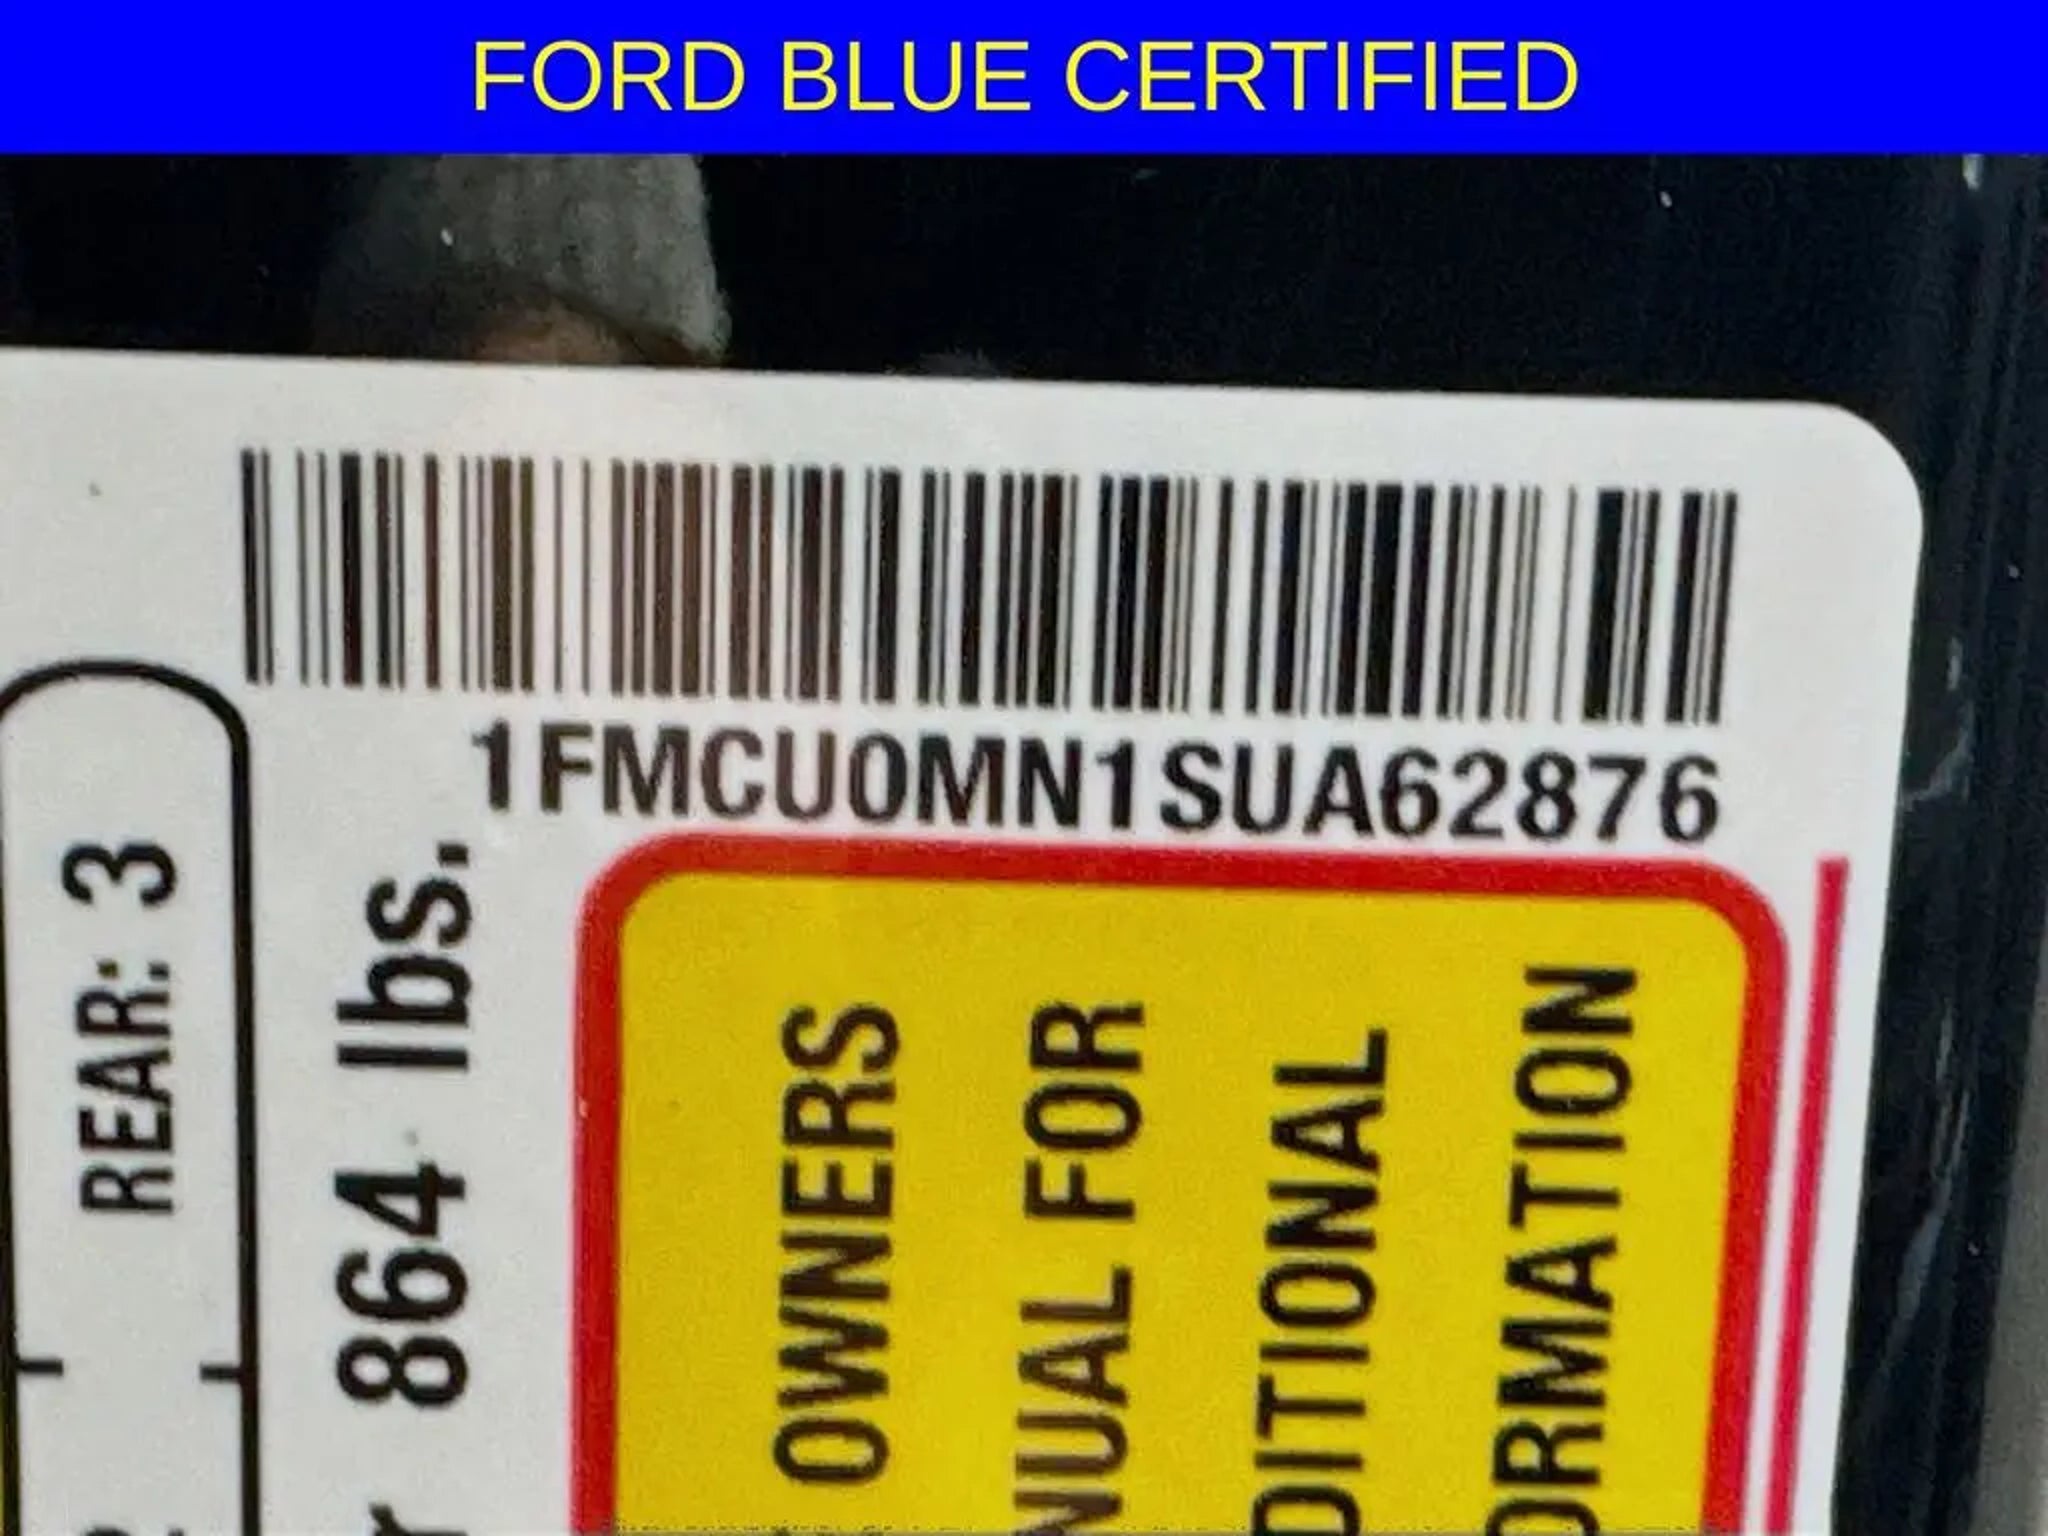 FORD BLUE CERTIFIED
1FMCU0MN1SUA62876
REAR: 3
864 lbs.
OWNERS
NUAL FOR
DITIONAL
ORMATION